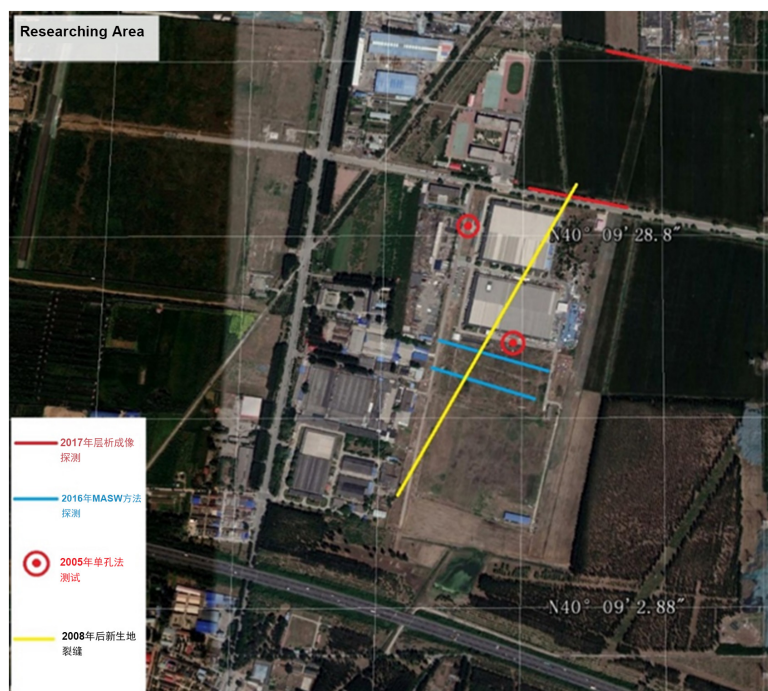 Researching Area
N40° 09′28.8″
2017年层析成像
探测
2016年MASW方法
探测
2005年单孔法
测试
2008年后新生地
裂缝
N40° 09′2.88″